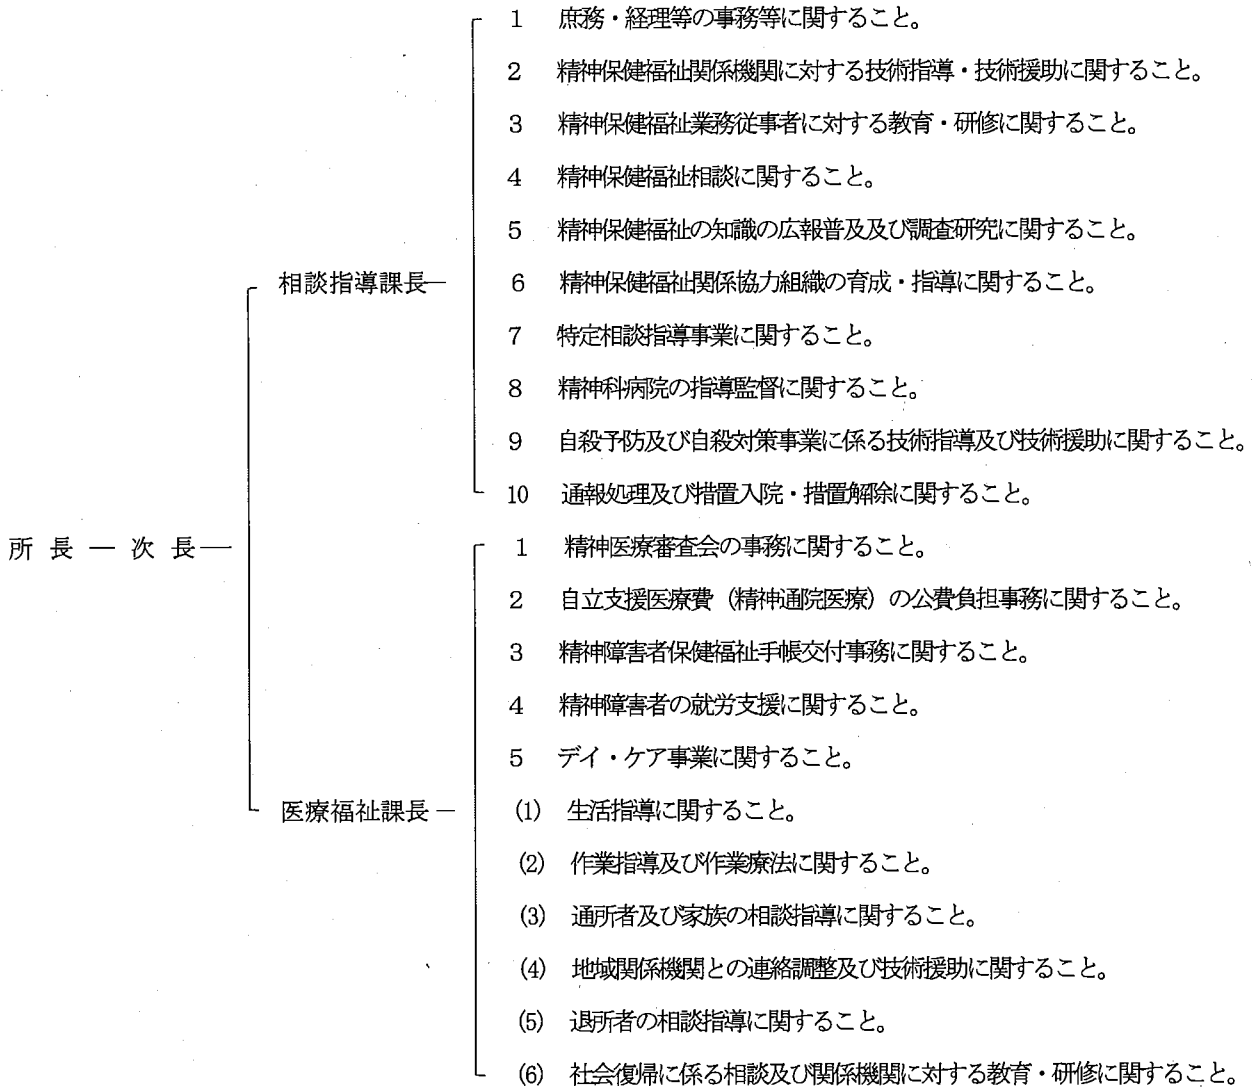 所長 ― 次長
相談指導課長
1 庶務・経理等の事務等に関すること。
2 精神保健福祉関係機関に対する技術指導・技術援助に関すること。
3 精神保健福祉業務従事者に対する教育・研修に関すること。
4 精神保健福祉相談に関すること。
5 精神保健福祉の知識の広報普及及び調査研究に関すること。
6 精神保健福祉関係協力組織の育成・指導に関すること。
7 特定相談指導事業に関すること。
8 精神科病院の指導監督に関すること。
9 自殺予防及び自殺対策事業に係る技術指導及び技術援助に関すること。
10 通報処理及び措置入院・措置解除に関すること。
医療福祉課長
1 精神医療審査会の事務に関すること。
2 自立支援医療費（精神通院医療）の公費負担事務に関すること。
3 精神障害者保健福祉手帳交付事務に関すること。
4 精神障害者の就労支援に関すること。
5 デイ・ケア事業に関すること。
(1) 生活指導に関すること。
(2) 作業指導及び作業療法に関すること。
(3) 通所者及び家族の相談指導に関すること。
(4) 地域関係機関との連絡調整及び技術援助に関すること。
(5) 退所者の相談指導に関すること。
(6) 社会復帰に係る相談及び関係機関に対する教育・研修に関すること。